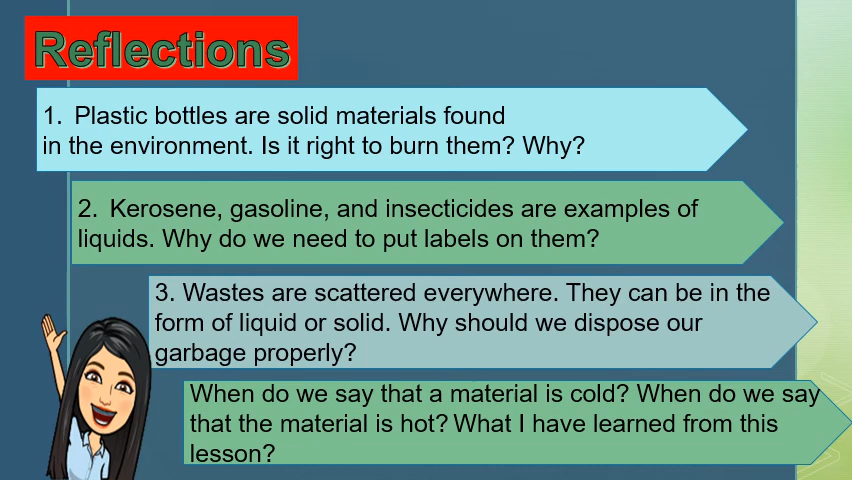 Reflections
1. Plastic bottles are solid materials found
in the environment. Is it right to burn them? Why?
2. Kerosene, gasoline, and insecticides are examples of
liquids. Why do we need to put labels on them?
3. Wastes are scattered everywhere. They can be in the
form of liquid or solid. Why should we dispose our
garbage properly?
When do we say that a material is cold? When do we say
that the material is hot? What I have learned from this
lesson?